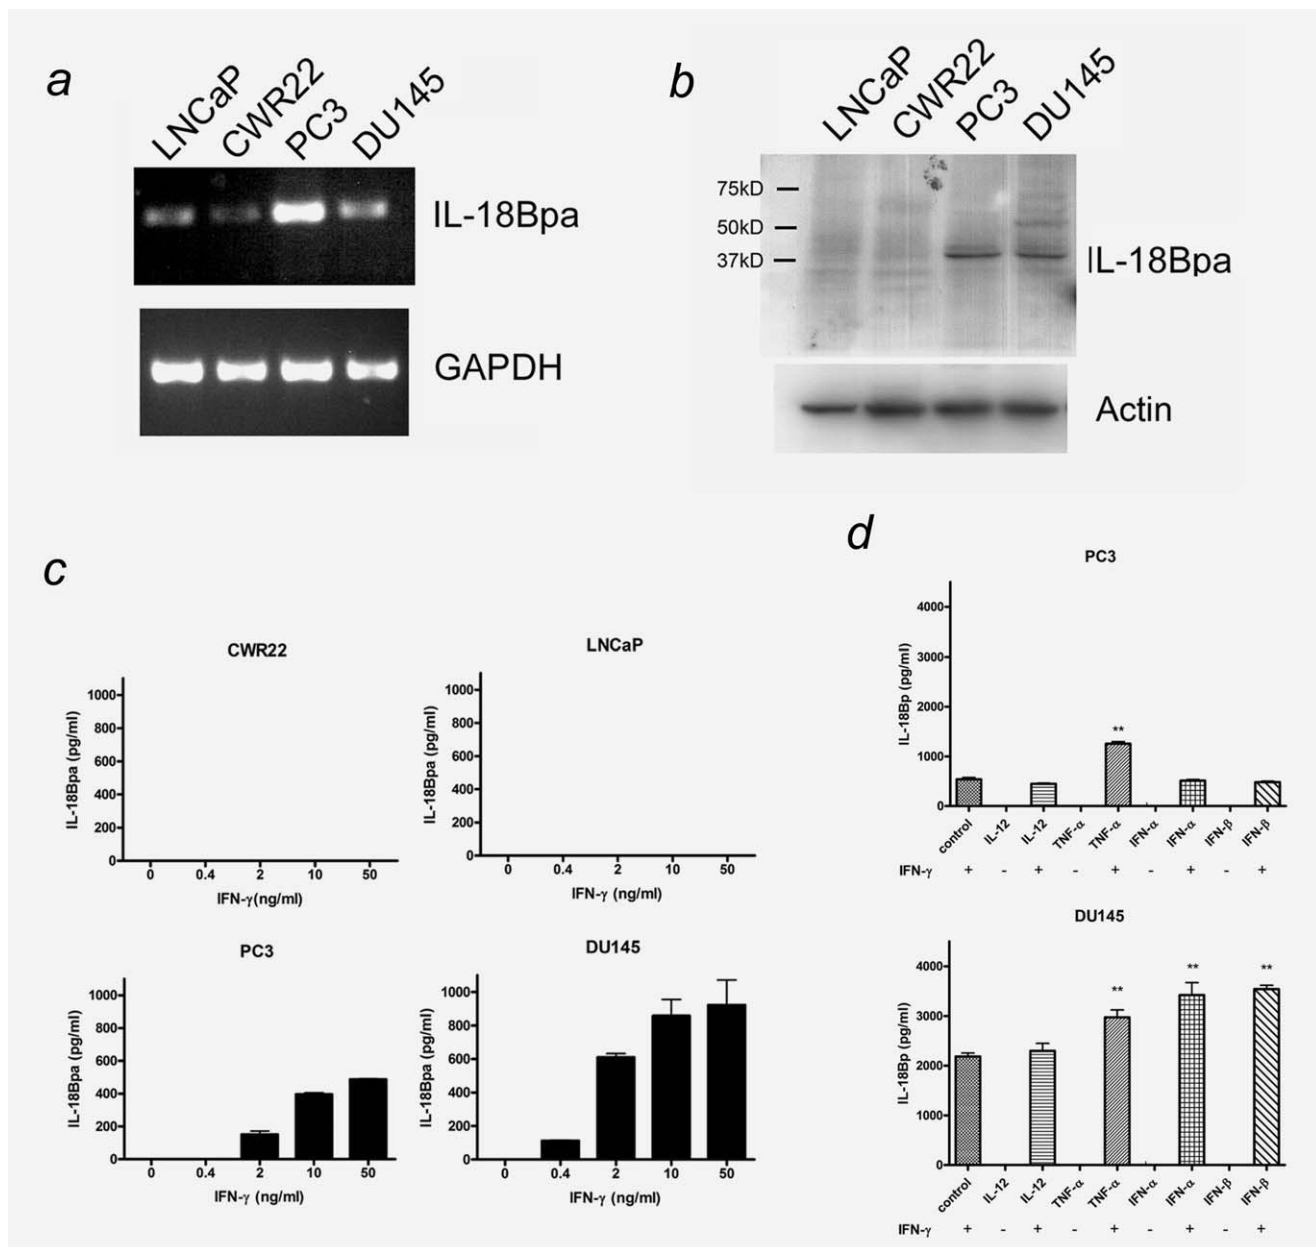 a
LNCaP
CWR22
PC3
DU145
IL-18Bpa
GAPDH
b
LNCaP
CWR22
PC3
DU145
75kD
50kD
37kD
IL-18Bpa
Actin
c
CWR22
IL-18Bpa (pg/ml)
1000
800
600
400
200
0
0 0.4 2 10 50
IFN-γ(ng/ml)
LNCaP
IL-18Bpa (pg/ml)
1000
800
600
400
200
0
0 0.4 2 10 50
IFN-γ (ng/ml)
PC3
IL-18Bpa (pg/ml)
1000
800
600
400
200
0
0 0.4 2 10 50
IFN-γ (ng/ml)
DU145
IL-18Bpa (pg/ml)
1000
800
600
400
200
0
0 0.4 2 10 50
IFN-γ (ng/ml)
d
PC3
IL-18Bp (pg/ml)
4000
3000
2000
1000
0
**
control IL-12 IL-12 TNF-α TNF-α IFN-α IFN-α IFN-β IFN-β
IFN-γ + - + - + - + - +
DU145
IL-18Bp (pg/ml)
4000
3000
2000
1000
0
** ** **
control IL-12 IL-12 TNF-α TNF-α IFN-α IFN-α IFN-β IFN-β
IFN-γ + - + - + - + - +